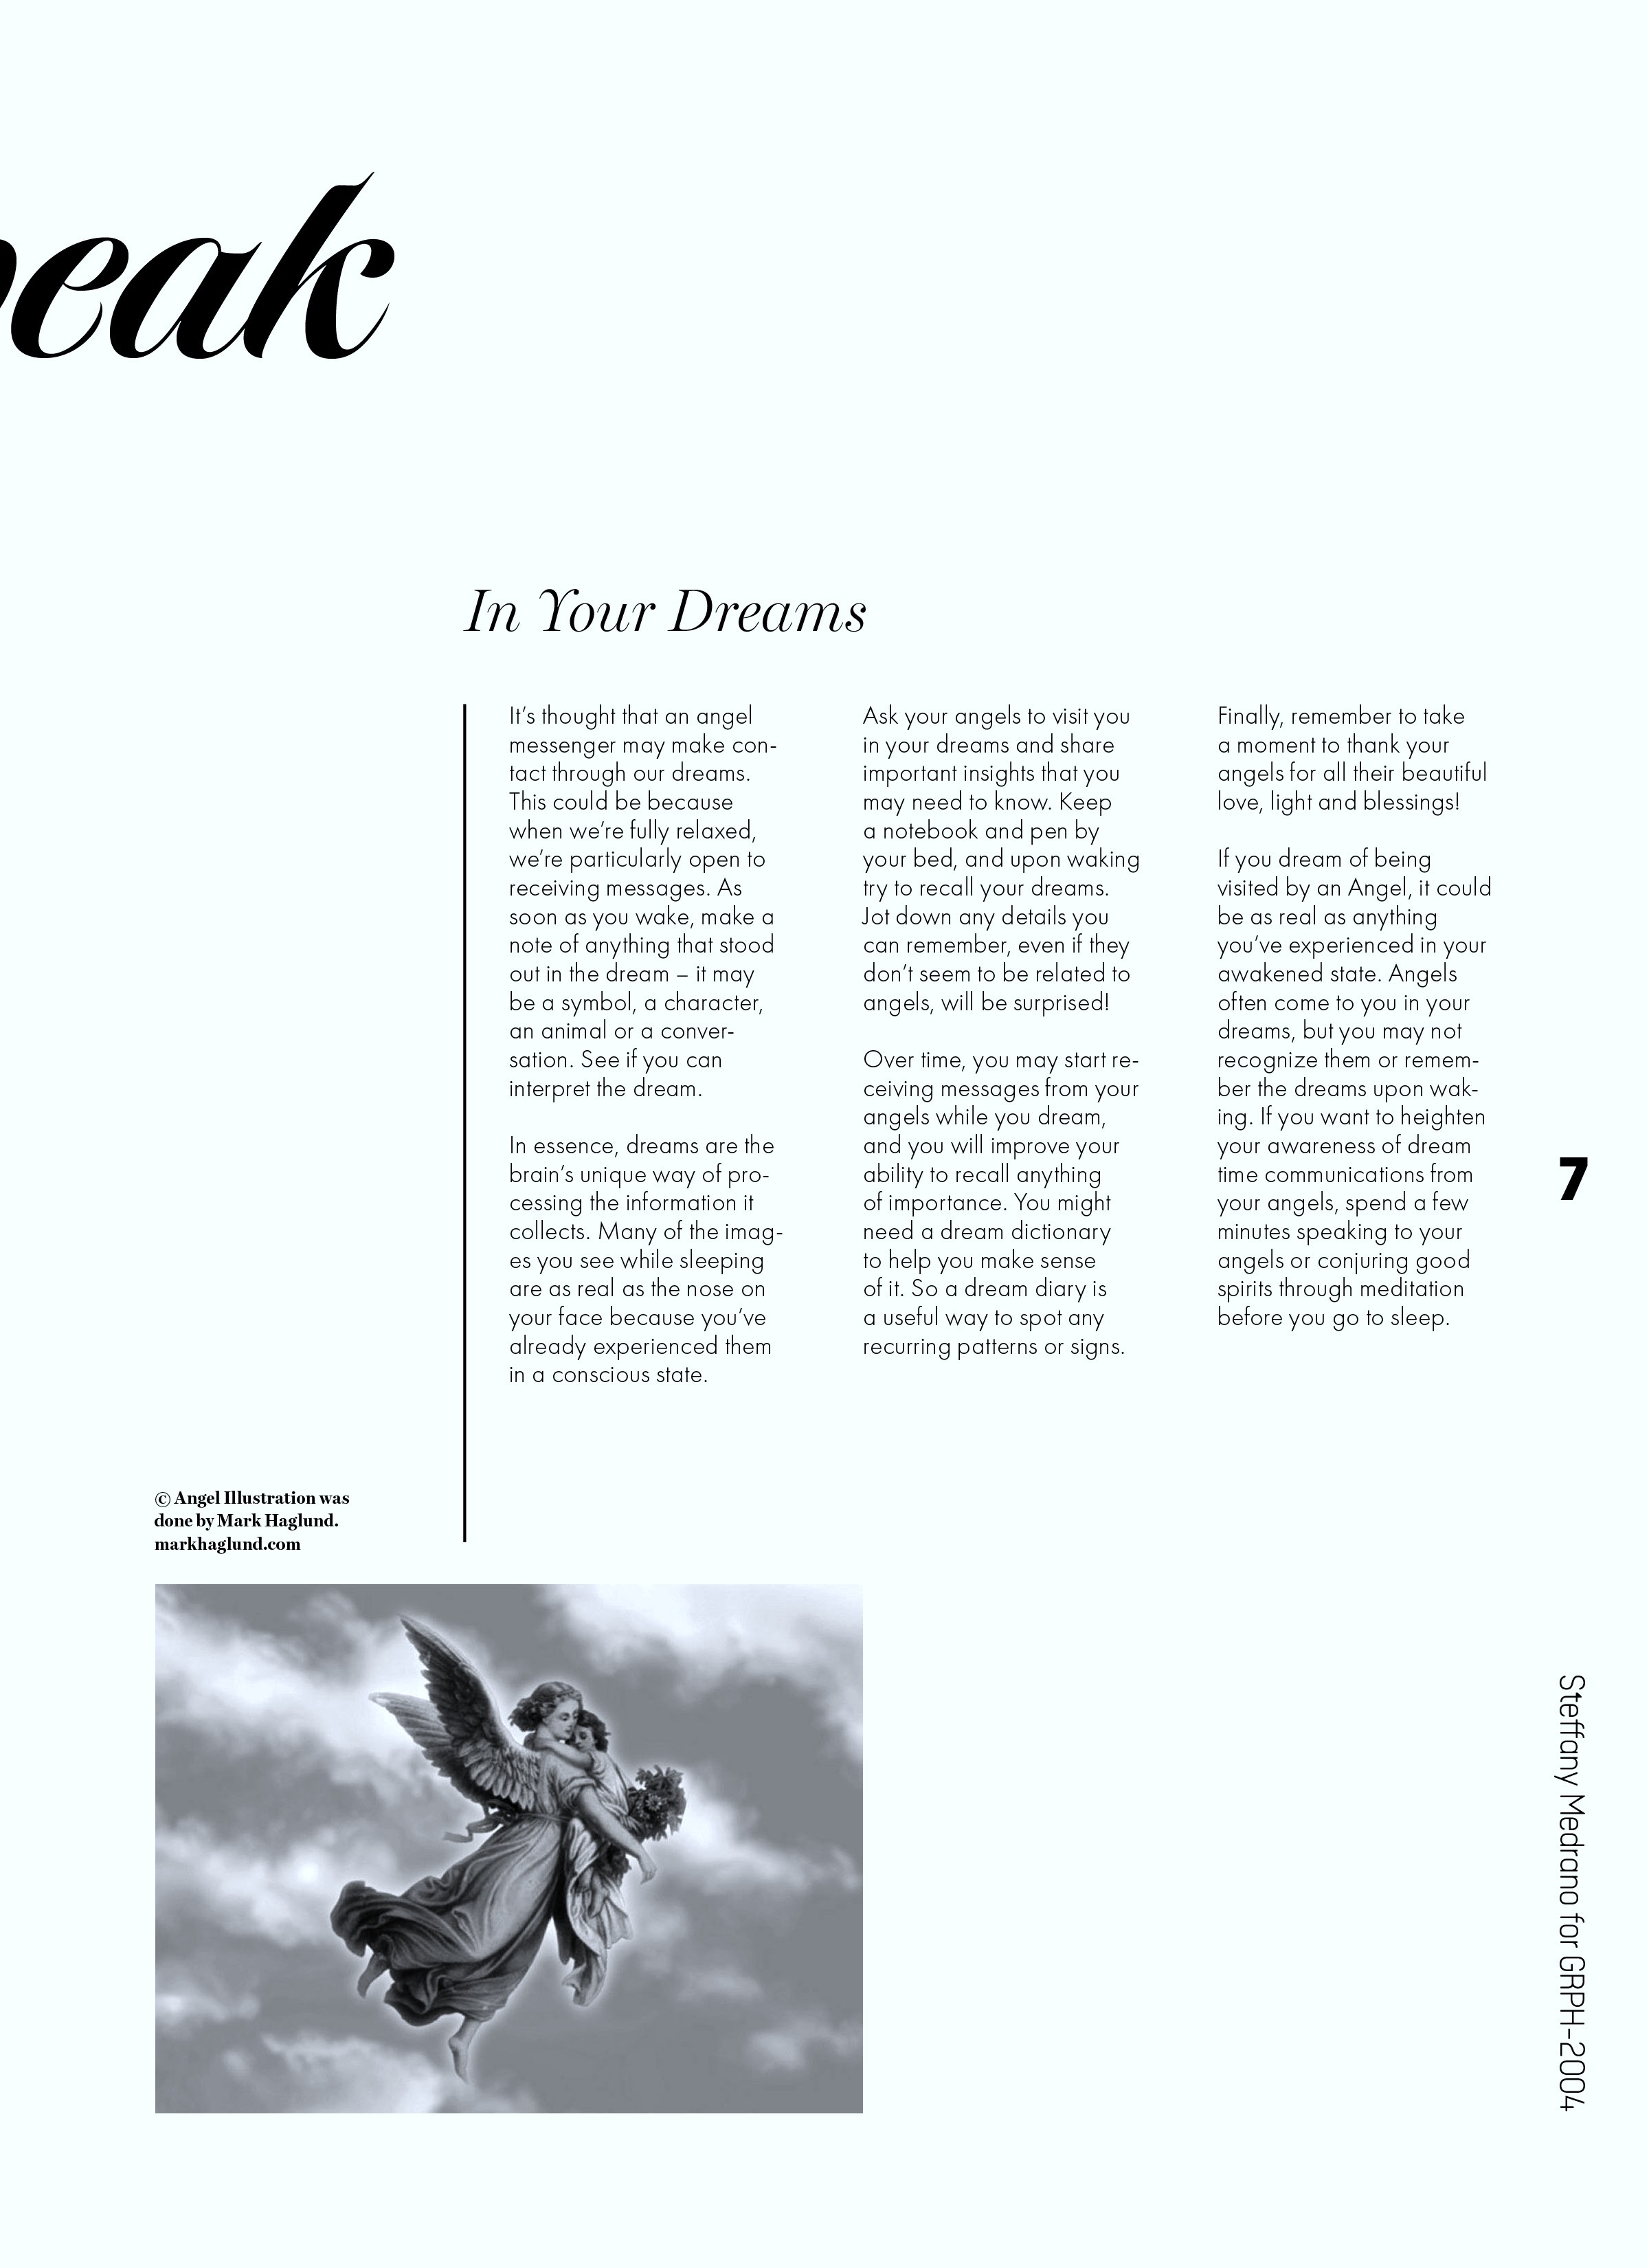 eak
In Your Dreams
It’s thought that an angel
messenger may make con-
tact through our dreams.
This could be because
when we’re fully relaxed,
we’re particularly open to
receiving messages. As
soon as you wake, make a
note of anything that stood
out in the dream – it may
be a symbol, a character,
an animal or a conver-
sation. See if you can
interpret the dream.
In essence, dreams are the
brain’s unique way of pro-
cessing the information it
collects. Many of the imag-
es you see while sleeping
are as real as the nose on
your face because you’ve
already experienced them
in a conscious state.
Ask your angels to visit you
in your dreams and share
important insights that you
may need to know. Keep
a notebook and pen by
your bed, and upon waking
try to recall your dreams.
Jot down any details you
can remember, even if they
don’t seem to be related to
angels, will be surprised!
Over time, you may start re-
ceiving messages from your
angels while you dream,
and you will improve your
ability to recall anything
of importance. You might
need a dream dictionary
to help you make sense
of it. So a dream diary is
a useful way to spot any
recurring patterns or signs.
Finally, remember to take
a moment to thank your
angels for all their beautiful
love, light and blessings!
If you dream of being
visited by an Angel, it could
be as real as anything
you’ve experienced in your
awakened state. Angels
often come to you in your
dreams, but you may not
recognize them or remem-
ber the dreams upon wak-
ing. If you want to heighten
your awareness of dream
time communications from
your angels, spend a few
minutes speaking to your
angels or conjuring good
spirits through meditation
before you go to sleep.
7
© Angel Illustration was
done by Mark Haglund.
markhaglund.com
Steffany Medrano for GRPH-2004